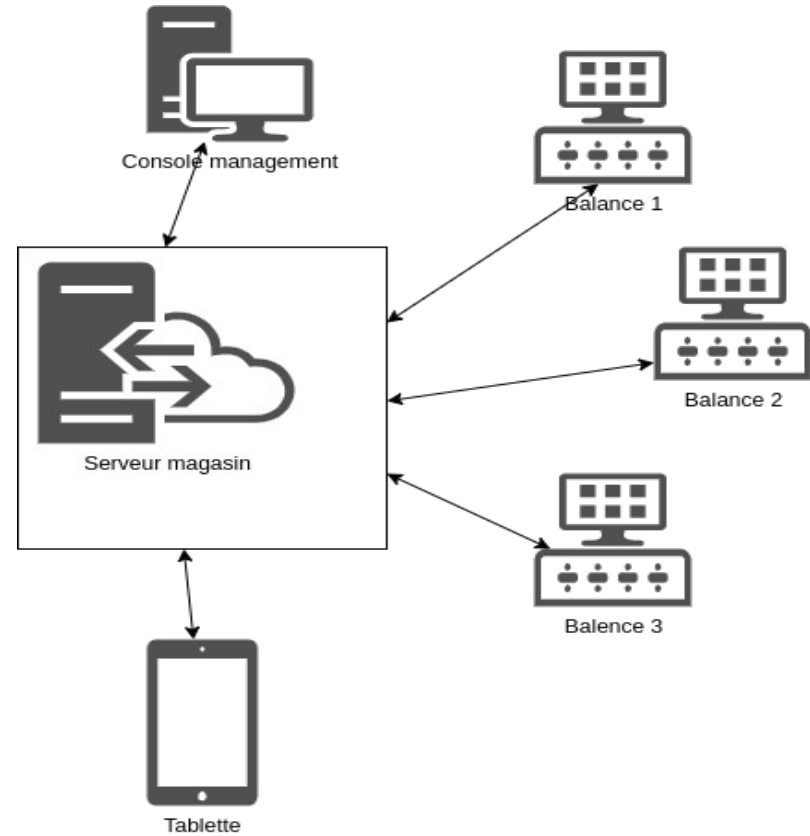 Console management
Balance 1
Balance 2
Serveur magasin
Balence 3
Tablette